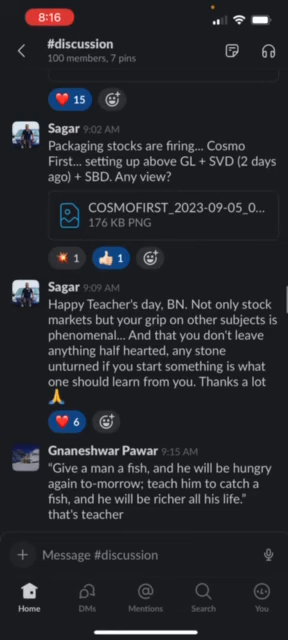 8:16
#discussion
100 members, 7 pins
15
Sagar 9:02 AM
Packaging stocks are firing... Cosmo
First... setting up above GL + SVD (2 days
ago) + SBD. Any view?
COSMOFIRST_2023-09-05_0...
176 KB PNG
1
1
Sagar 9:09 AM
Happy Teacher's day, BN. Not only stock
markets but your grip on other subjects is
phenomenal... And that you don't leave
anything half hearted, any stone
unturned if you start something is what
one should learn from you. Thanks a lot
🙏
6
Gnaneshwar Pawar 9:15 AM
“Give a man a fish, and he will be hungry
again to-morrow; teach him to catch a
fish, and he will be richer all his life.”
that's teacher
Message #discussion
Home
DMs
Mentions
Search
You